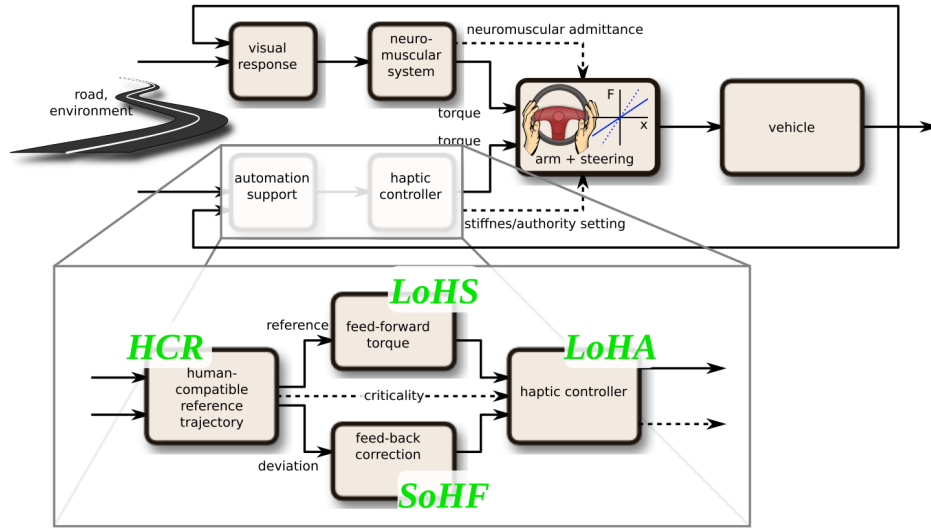 visual
response
neuro-
muscular
system
neuromuscular admittance
road,
environment
torque
torque
F
x
arm + steering
vehicle
automation
support
haptic
controller
stiffnes/authority setting
LoHS
reference
feed-forward
torque
HCR
human-
compatible
reference
trajectory
LoHA
haptic controller
criticality
deviation
feed-back
correction
SoHF